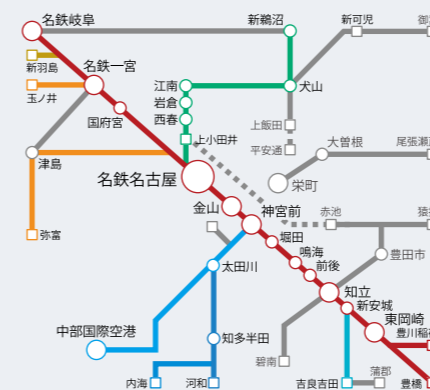 名鉄岐阜
新鵜沼
新可児
御
新羽島
名鉄一宮
江南
犬山
玉ノ井
岩倉
国府宮
西春
上飯田
上小田井
平安通
大曽根
尾張瀬
津島
名鉄名古屋
栄町
金山
神宮前
赤池
猿
弥富
堀田
鳴海
豊田市
太田川
前後
知立
新安城
中部国際空港
東岡崎
知多半田
豊川稲
碧南
蒲郡
内海
河和
吉良吉田
豊橋